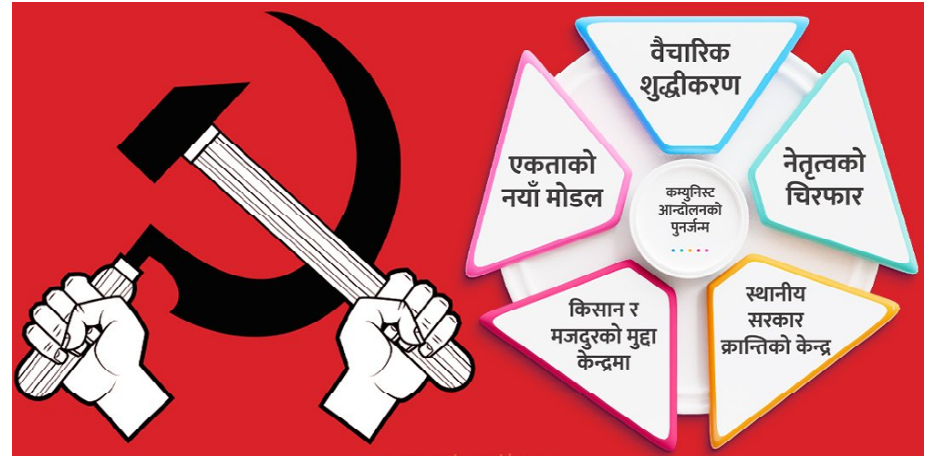 वैचारिक
शुद्धीकरण
नेतृत्वको
चिरफार
स्थानीय
सरकार
क्रान्तिको केन्द्र
किसान र
मजदुरको मुद्दा
केन्द्रमा
एकताको
नयाँ मोडल
कम्युनिस्ट
आन्दोलनको
पुनर्जन्म